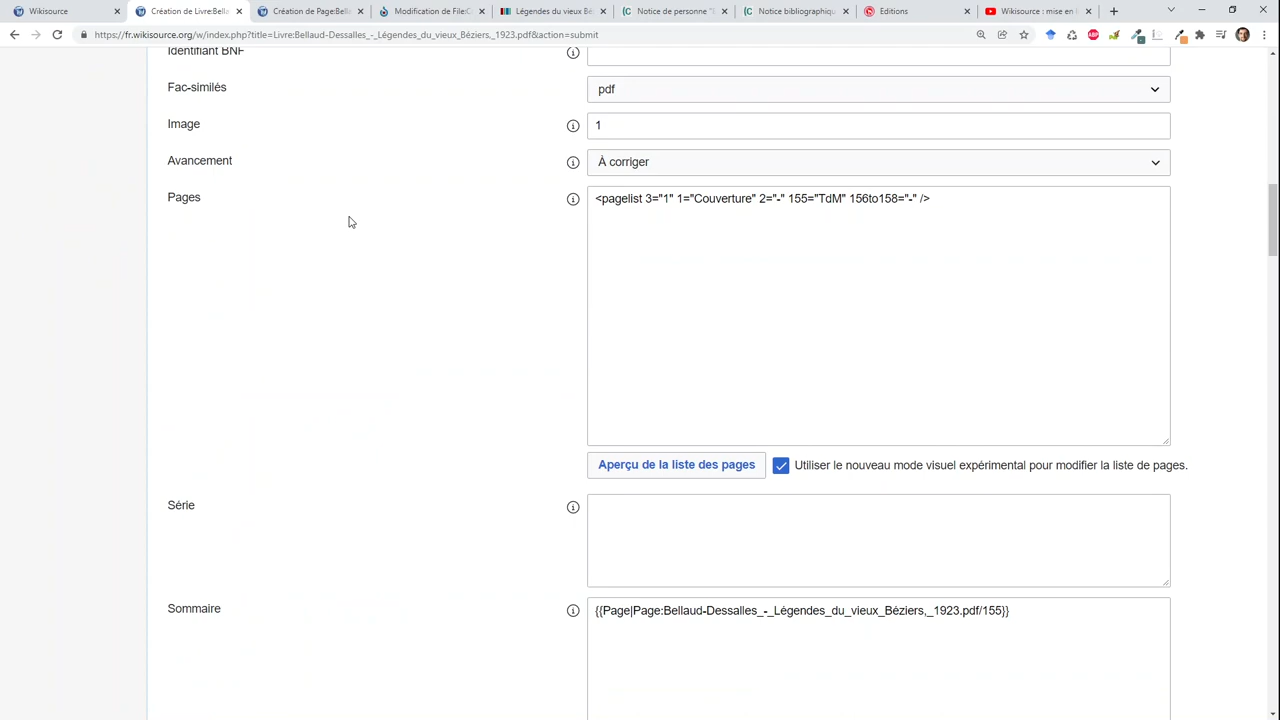 Wikisource
Création de Livre:Bella
Création de Page:Bella
Modification de File:C
Légendes du vieux Bé
Notice de personne "
Notice bibliographiq
Editions
Wikisource : mise en
https://fr.wikisource.org/w/index.php?title=Livre:Bellaud-Dessalles_-_Légendes_du_vieux_Béziers,_1923.pdf&action=submit
Identifiant BNF
Fac-similés
pdf
Image
1
Avancement
À corriger
Pages
<pagelist 3="1" 1="Couverture" 2="-" 155="TdM" 156to158="-" />
Aperçu de la liste des pages
Utiliser le nouveau mode visuel expérimental pour modifier la liste de pages.
Série
Sommaire
{{Page|Page:Bellaud-Dessalles_-_Légendes_du_vieux_Béziers,_1923.pdf/155}}